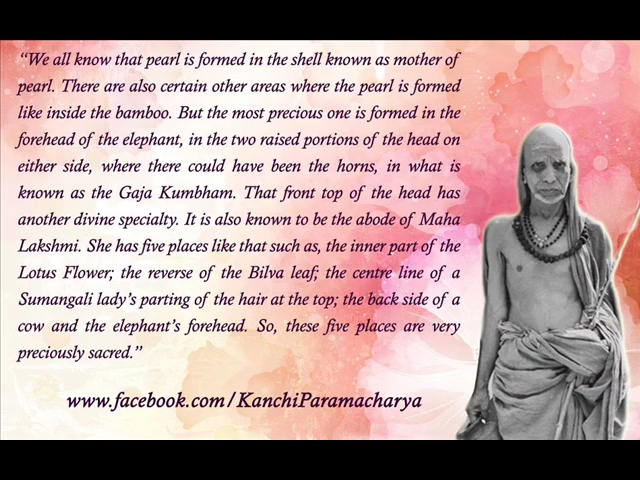 “We all know that pearl is formed in the shell known as mother of
pearl. There are also certain other areas where the pearl is formed
like inside the bamboo. But the most precious one is formed in the
forehead of the elephant, in the two raised portions of the head on
either side, where there could have been the horns, in what is
known as the Gaja Kumbham. That front top of the head has
another divine specialty. It is also known to be the abode of Maha
Lakshmi. She has five places like that such as, the inner part of the
Lotus Flower; the reverse of the Bilva leaf; the centre line of a
Sumangali lady’s parting of the hair at the top; the back side of a
cow and the elephant’s forehead. So, these five places are very
preciously sacred.”
www.facebook.com/KanchiParamacharya